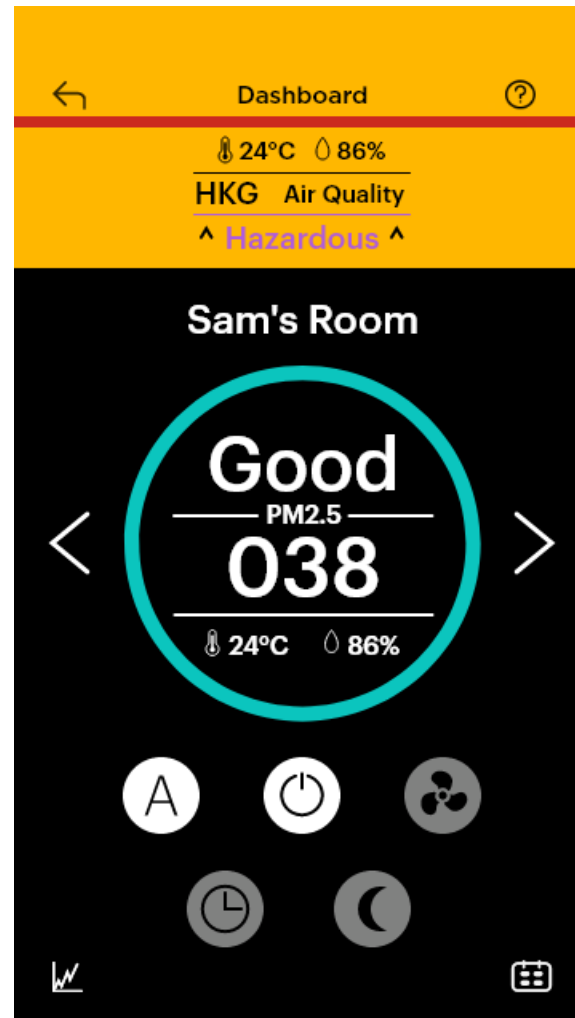 Dashboard
24°C 86%
HKG Air Quality
^ Hazardous ^
Sam's Room
Good
PM2.5
038
24°C 86%
A